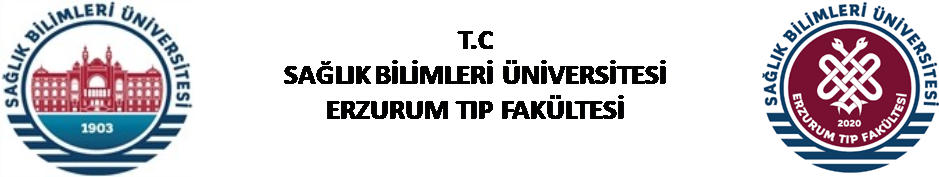 SAĞLIK BİLİMLERİ ÜNİVERSİTESİ
1903
T.C
SAĞLIK BİLİMLERİ ÜNİVERSİTESİ
ERZURUM TIP FAKÜLTESİ
SAĞLIK BİLİMLERİ ÜNİVERSİTESİ
2020
ERZURUM TIP FAKÜLTESİ